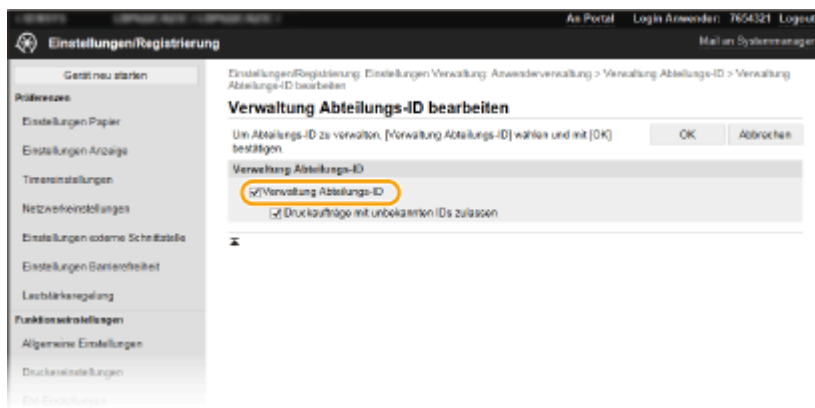 An Portal Login Anwender: 7654321 Logout
Einstellungen/Registrierung
Mail an Systemmanager
Gerät neu starten
Präferenzen
Einstellungen Papier
Einstellungen Anzeige
Timereinstellungen
Netzwerkeinstellungen
Einstellungen externe Schnittstelle
Einstellungen Barrierefreiheit
Lautstärkeregelung
Funktionseinstellungen
Allgemeine Einstellungen
Druckereinstellungen
Einstellungen/Registrierung: Einstellungen Verwaltung: Anwenderverwaltung > Verwaltung Abteilungs-ID > Verwaltung
Abteilungs-ID bearbeiten
Verwaltung Abteilungs-ID bearbeiten
Um Abteilungs-ID zu verwalten, [Verwaltung Abteilungs-ID] wählen und mit [OK]
bestätigen.
OK Abbrechen
Verwaltung Abteilungs-ID
Verwaltung Abteilungs-ID
Druckaufträge mit unbekannten IDs zulassen